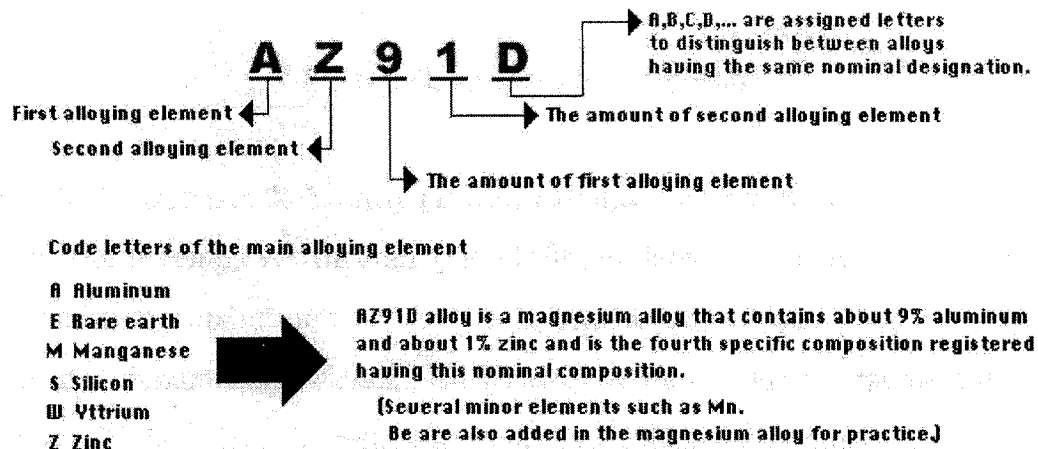 A Z 9 1 D
A,B,C,D,... are assigned letters
to distinguish between alloys
having the same nominal designation.
First alloying element
The amount of second alloying element
Second alloying element
The amount of first alloying element
Code letters of the main alloying element
A Aluminum
E Rare earth
M Manganese
S Silicon
W Yttrium
Z Zinc
AZ91D alloy is a magnesium alloy that contains about 9% aluminum
and about 1% zinc and is the fourth specific composition registered
having this nominal composition.
(Several minor elements such as Mn.
Be are also added in the magnesium alloy for practice.)